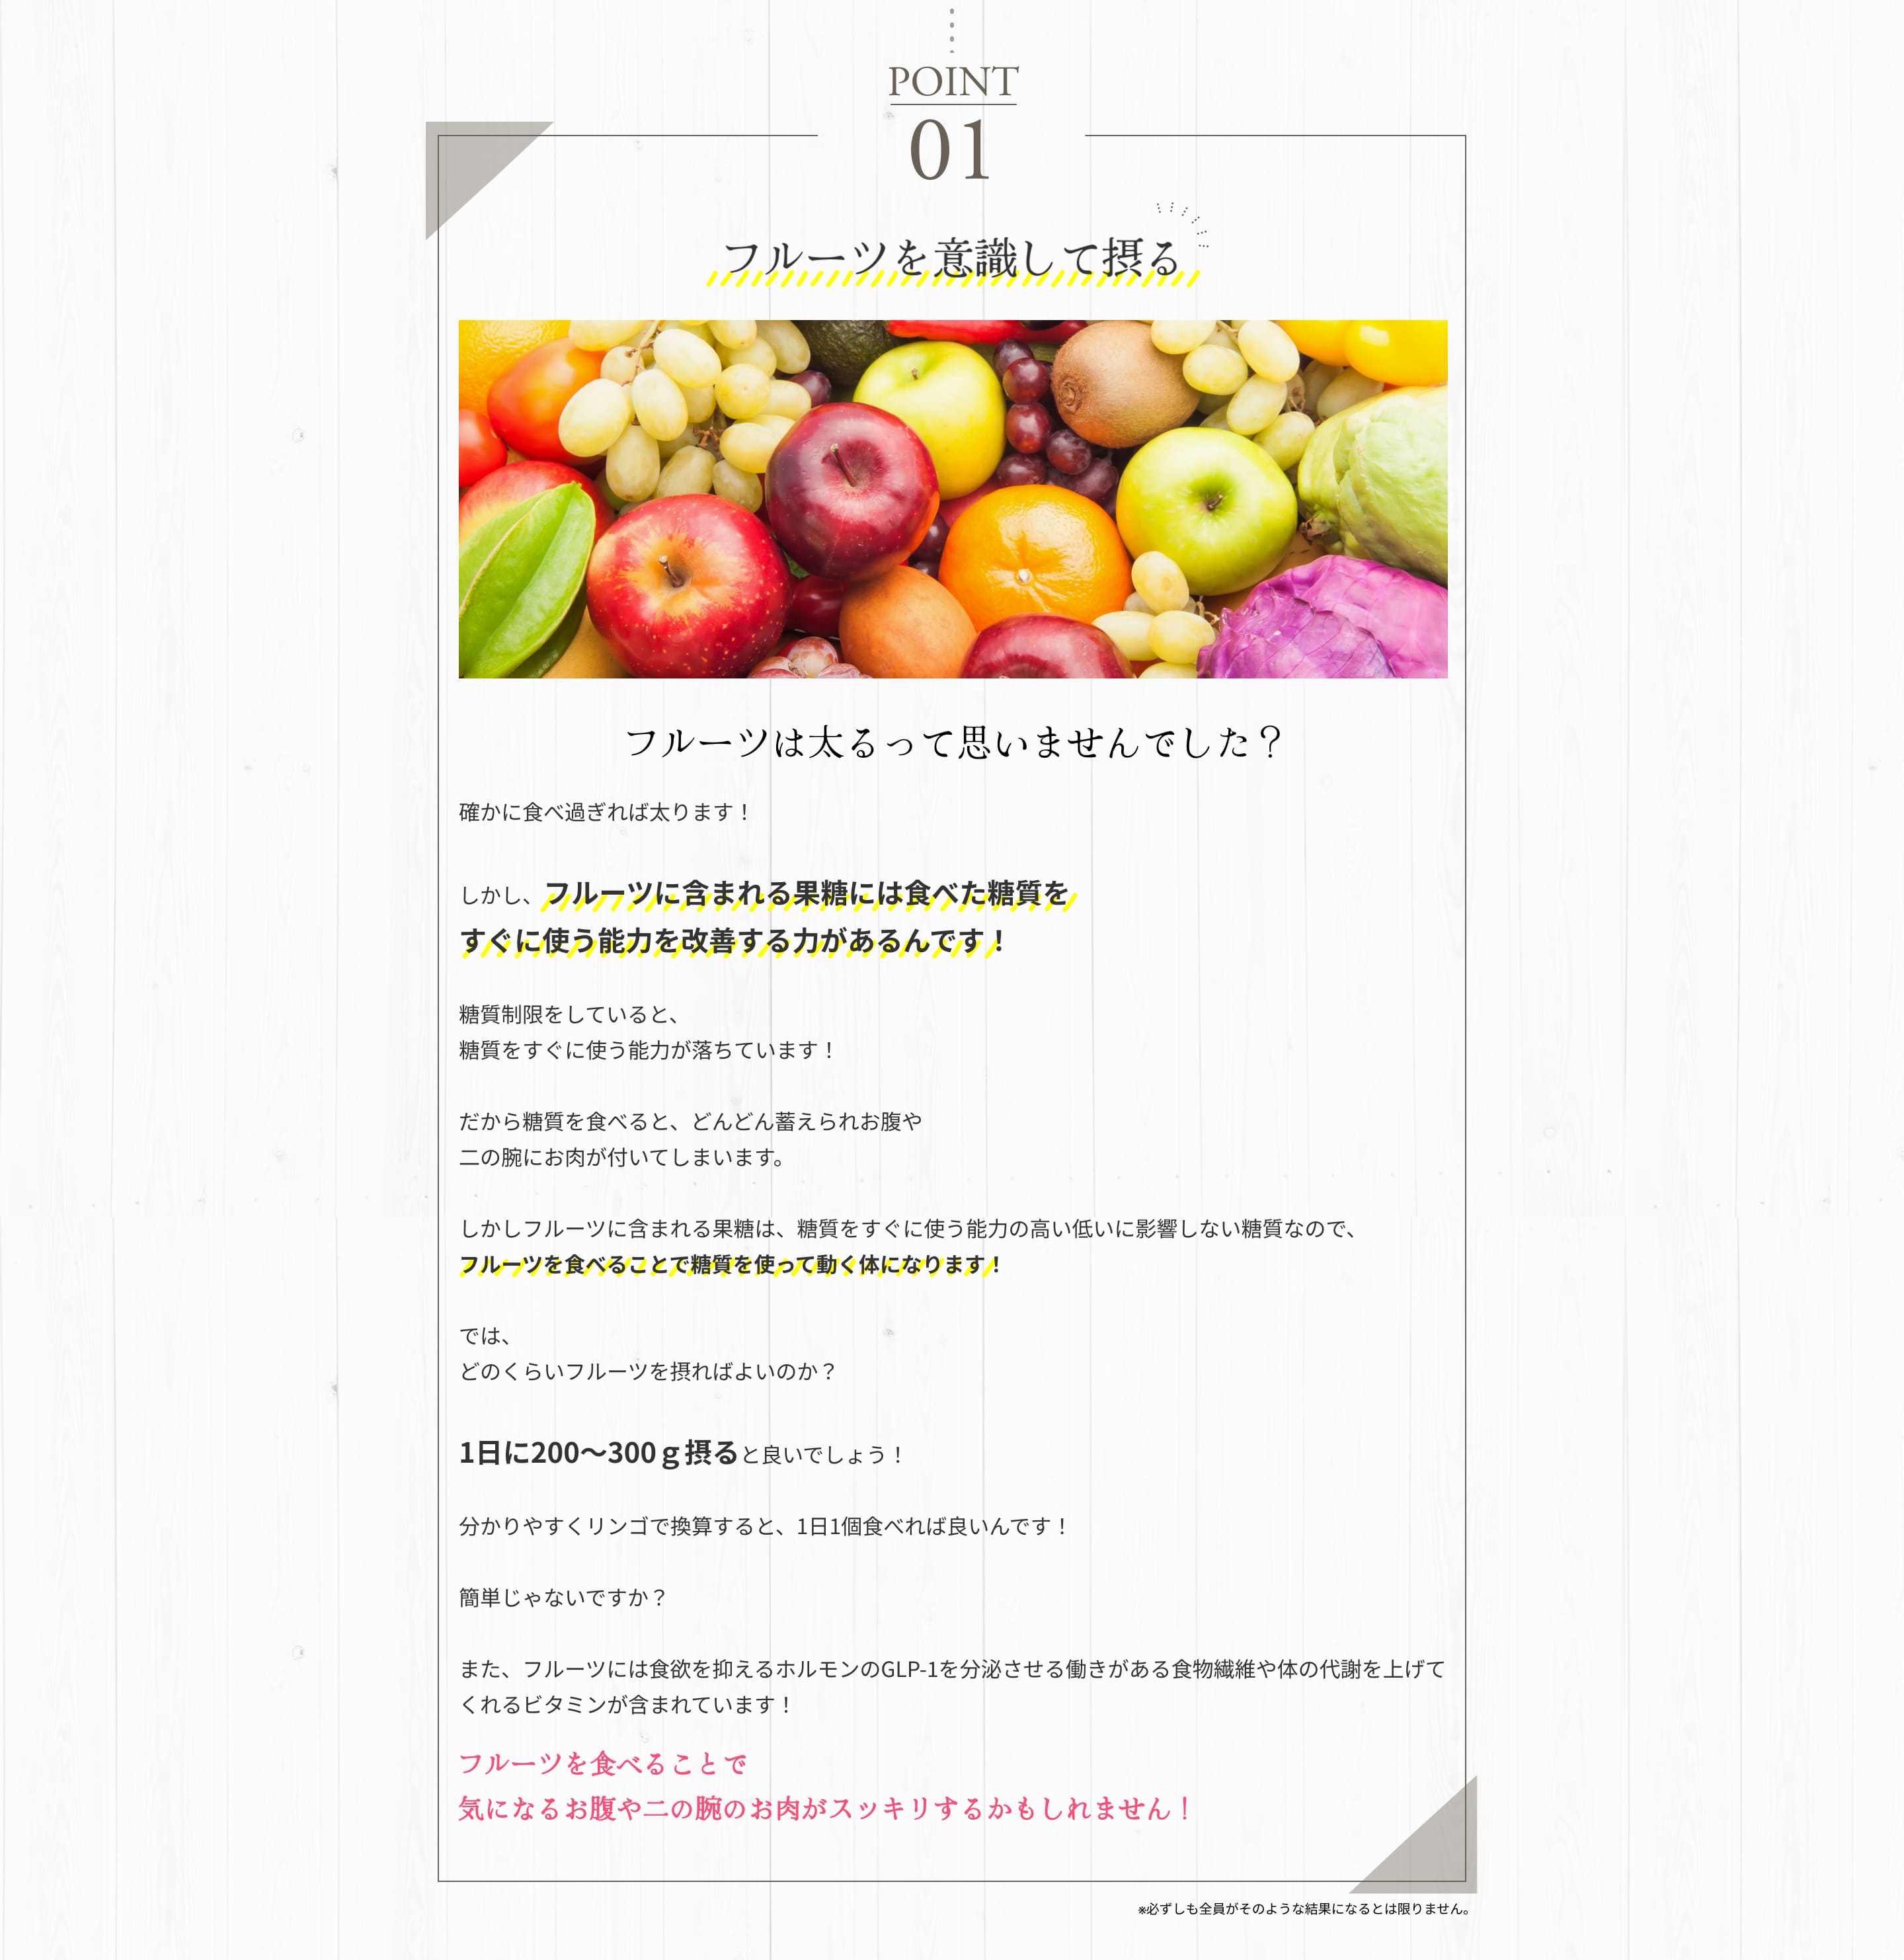 POINT
01
フルーツを意識して摂る
フルーツは太るって思いませんでした？
確かに食べ過ぎれば太ります！
しかし、フルーツに含まれる果糖には食べた糖質を
すぐに使う能力を改善する力があるんです！
糖質制限をしていると、
糖質をすぐに使う能力が落ちています！
だから糖質を食べると、どんどん蓄えられお腹や
二の腕にお肉が付いてしまいます。
しかしフルーツに含まれる果糖は、糖質をすぐに使う能力の高い低いに影響しない糖質なので、
フルーツを食べることで糖質を使って動く体になります！
では、
どのくらいフルーツを摂ればよいのか？
1日に200〜300ｇ摂ると良いでしょう！
分かりやすくリンゴで換算すると、1日1個食べれば良いんです！
簡単じゃないですか？
また、フルーツには食欲を抑えるホルモンのGLP-1を分泌させる働きがある食物繊維や体の代謝を上げて
くれるビタミンが含まれています！
フルーツを食べることで
気になるお腹や二の腕のお肉がスッキリするかもしれません！
※必ずしも全員がそのような結果になるとは限りません。